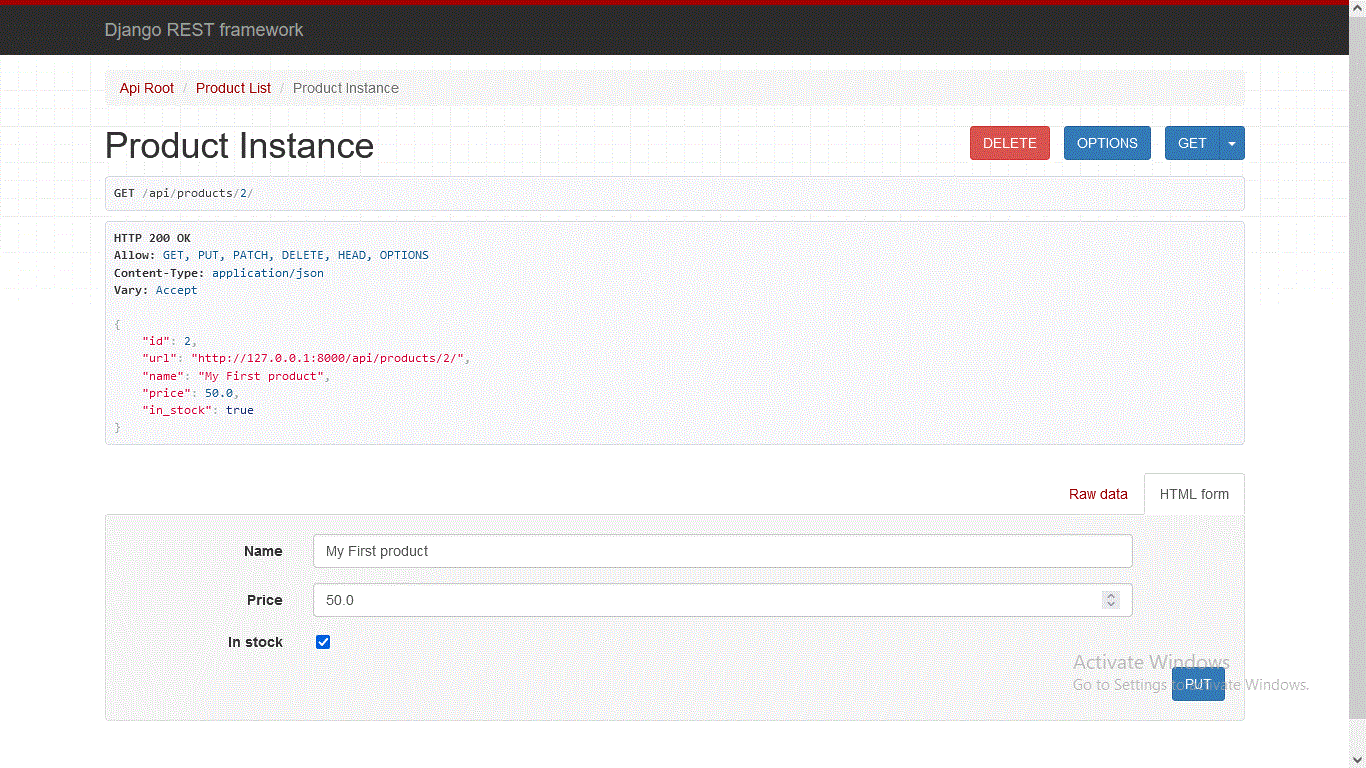 Django REST framework
Api Root / Product List / Product Instance
Product Instance
DELETE OPTIONS GET
GET /api/products/2/
HTTP 200 OK
Allow: GET, PUT, PATCH, DELETE, HEAD, OPTIONS
Content-Type: application/json
Vary: Accept
{
"id": 2,
"url": "http://127.0.0.1:8000/api/products/2/",
"name": "My First product",
"price": 50.0,
"in_stock": true
}
Raw data HTML form
Name My First product
Price 50.0
In stock
Activate Windows
Go to Settings to activate Windows.
PUT